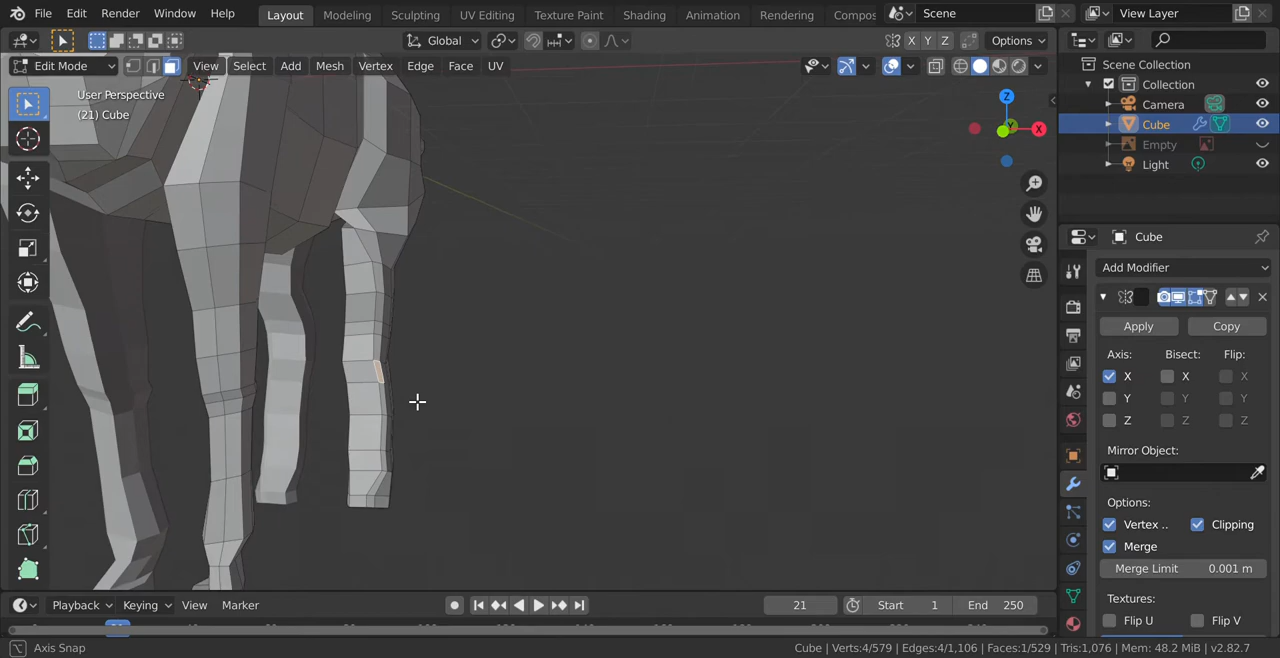 File Edit Render Window Help Layout Modeling Sculpting UV Editing Texture Paint Shading Animation Rendering Compos Scene View Layer
Global X Y Z Options
Edit Mode View Select Add Mesh Vertex Edge Face UV
User Perspective
(21) Cube
Z
Y
X
Scene Collection
Collection
Camera
Cube
Empty
Light
Cube
Add Modifier
Apply Copy
Axis: Bisect: Flip:
X X X
Y Y Y
Z Z Z
Mirror Object:
Options:
Vertex .. Clipping
Merge
Merge Limit 0.001 m
Textures:
Flip U Flip V
Playback Keying View Marker 21 Start 1 End 250
Axis Snap Cube | Verts:4/579 | Edges:4/1,106 | Faces:1/529 | Tris:1,076 | Mem: 48.2 MiB | v2.82.7